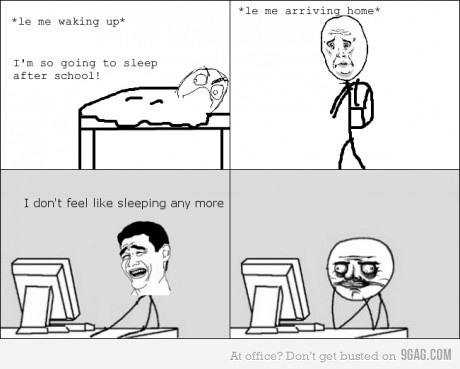 *le me waking up*
I'm so going to sleep
after school!
*le me arriving home*
I don't feel like sleeping any more
At office? Don't get busted on 9GAG.COM